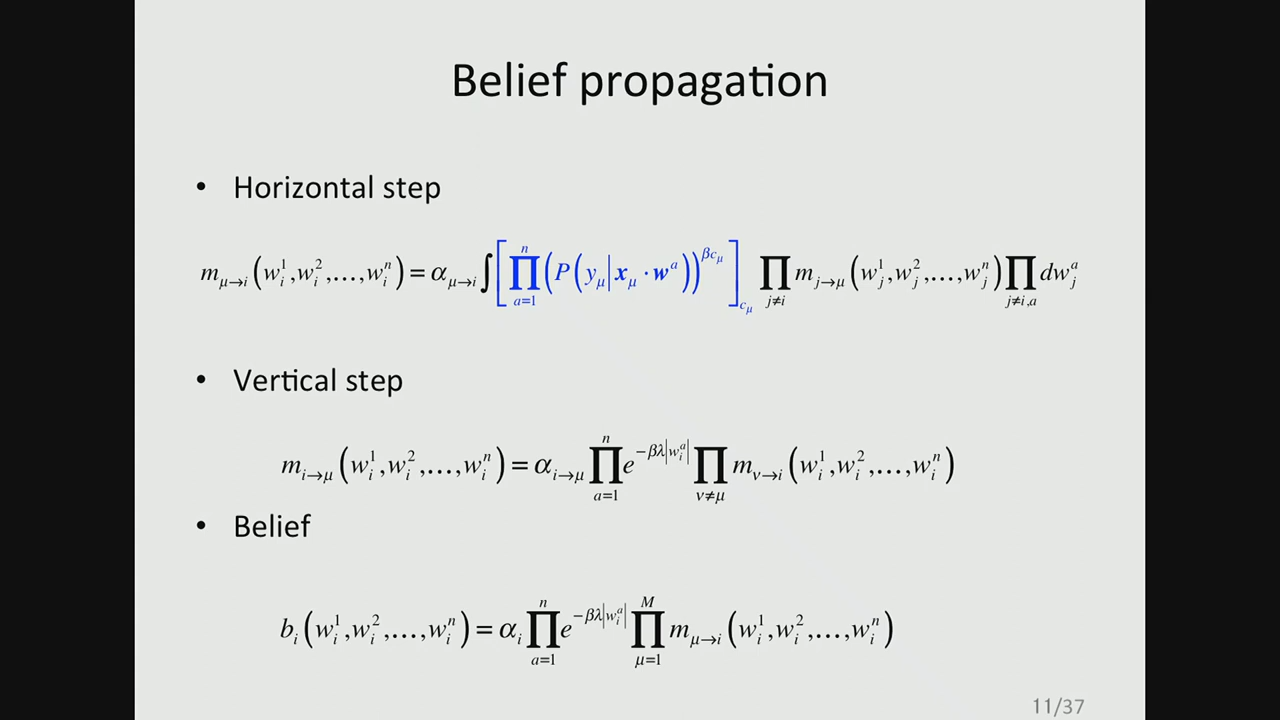 Belief propagation
• Horizontal step
m_{μ→i}(w_i^1,w_i^2,…,w_i^n) = α_{μ→i} ∫ [∏_{a=1}^{n} (P(y_μ|x_μ · w^a))^{βc_μ}]_{c_μ} ∏_{j≠i} m_{j→μ}(w_j^1,w_j^2,…,w_j^n) ∏_{j≠i,a} dw_j^a
• Vertical step
m_{i→μ}(w_i^1,w_i^2,…,w_i^n) = α_{i→μ} ∏_{a=1}^{n} e^{−βλ|w_i^a|} ∏_{ν≠μ} m_{ν→i}(w_i^1,w_i^2,…,w_i^n)
• Belief
b_i(w_i^1,w_i^2,…,w_i^n) = α_i ∏_{a=1}^{n} e^{−βλ|w_i^a|} ∏_{μ=1}^{M} m_{μ→i}(w_i^1,w_i^2,…,w_i^n)
11/37